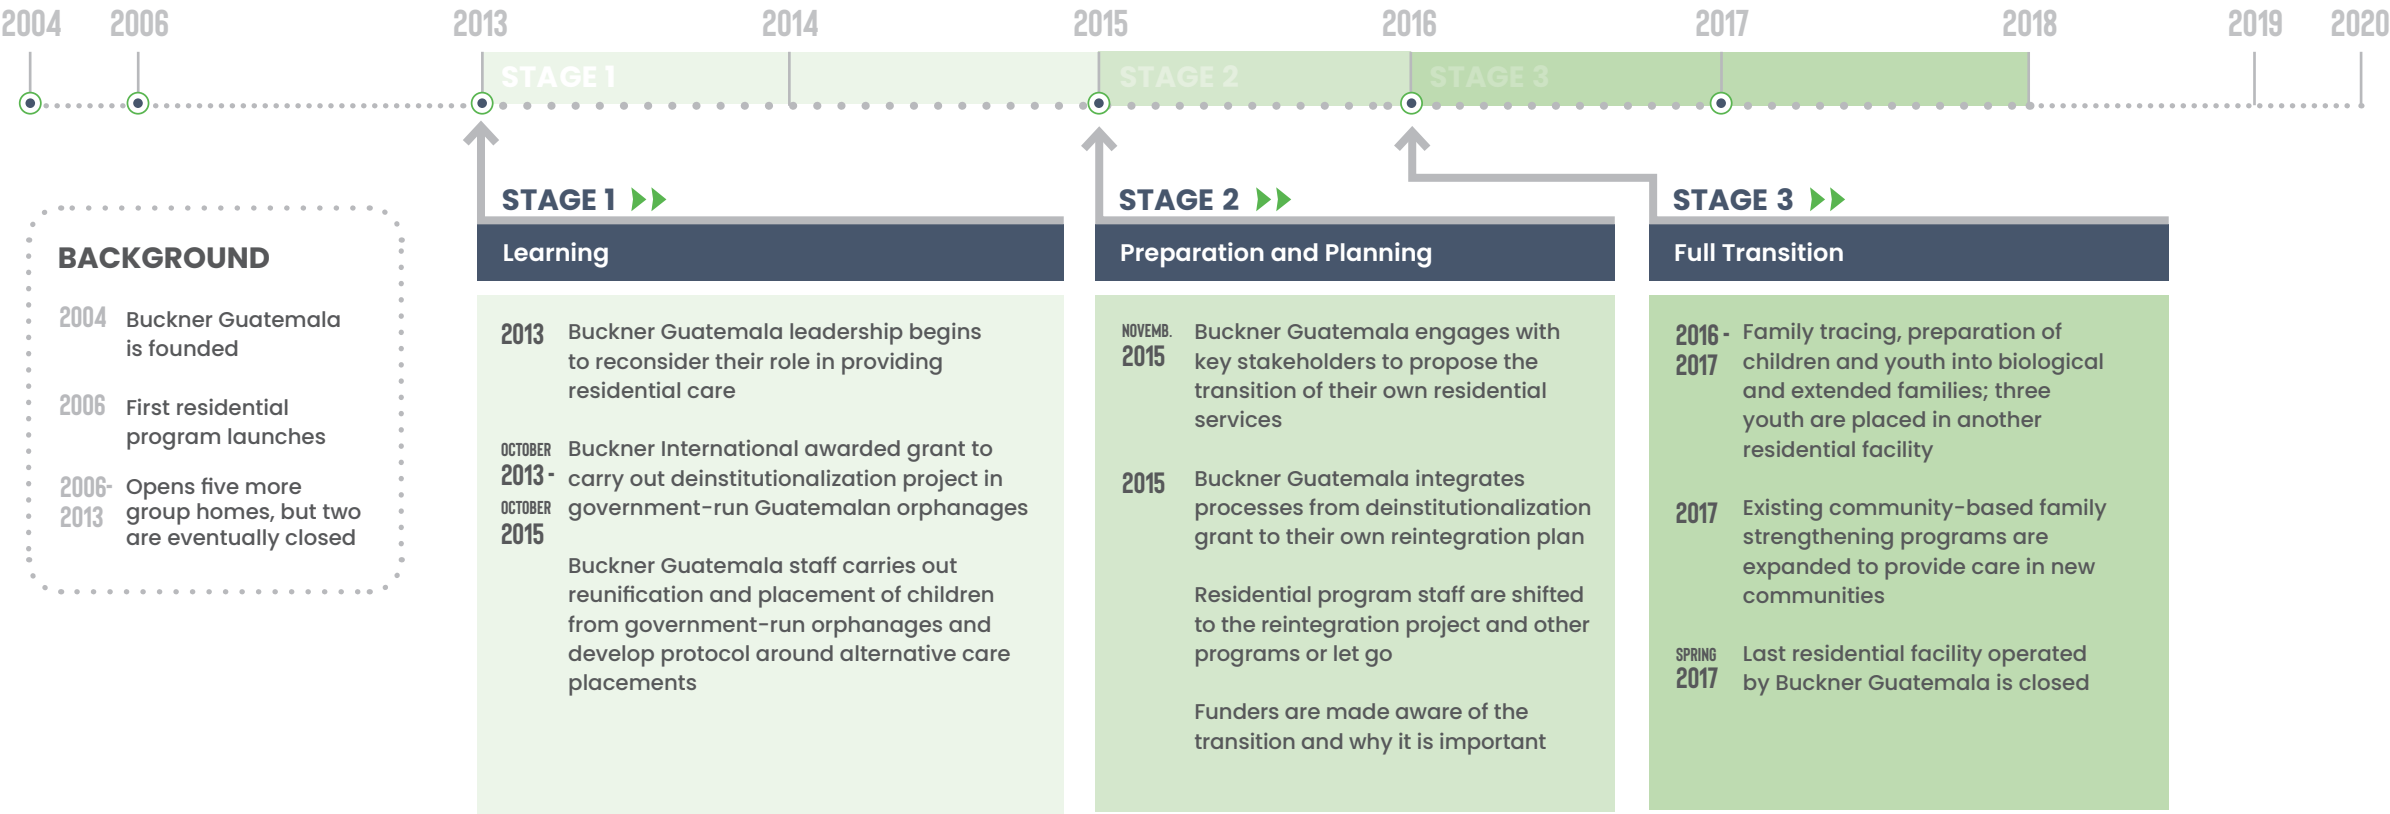 2004 2006 2013 2014 2015 2016 2017 2018 2019 2020
STAGE 1 STAGE 2 STAGE 3
BACKGROUND
2004 Buckner Guatemala
is founded
2006 First residential
program launches
2006- Opens five more
2013 group homes, but two
are eventually closed
STAGE 1
Learning
2013 Buckner Guatemala leadership begins
to reconsider their role in providing
residential care
OCTOBER Buckner International awarded grant to
2013 - carry out deinstitutionalization project in
OCTOBER government-run Guatemalan orphanages
2015
Buckner Guatemala staff carries out
reunification and placement of children
from government-run orphanages and
develop protocol around alternative care
placements
STAGE 2
Preparation and Planning
NOVEMB. Buckner Guatemala engages with
2015 key stakeholders to propose the
transition of their own residential
services
2015 Buckner Guatemala integrates
processes from deinstitutionalization
grant to their own reintegration plan
Residential program staff are shifted
to the reintegration project and other
programs or let go
Funders are made aware of the
transition and why it is important
STAGE 3
Full Transition
2016 - Family tracing, preparation of
2017 children and youth into biological
and extended families; three
youth are placed in another
residential facility
2017 Existing community-based family
strengthening programs are
expanded to provide care in new
communities
SPRING Last residential facility operated
2017 by Buckner Guatemala is closed